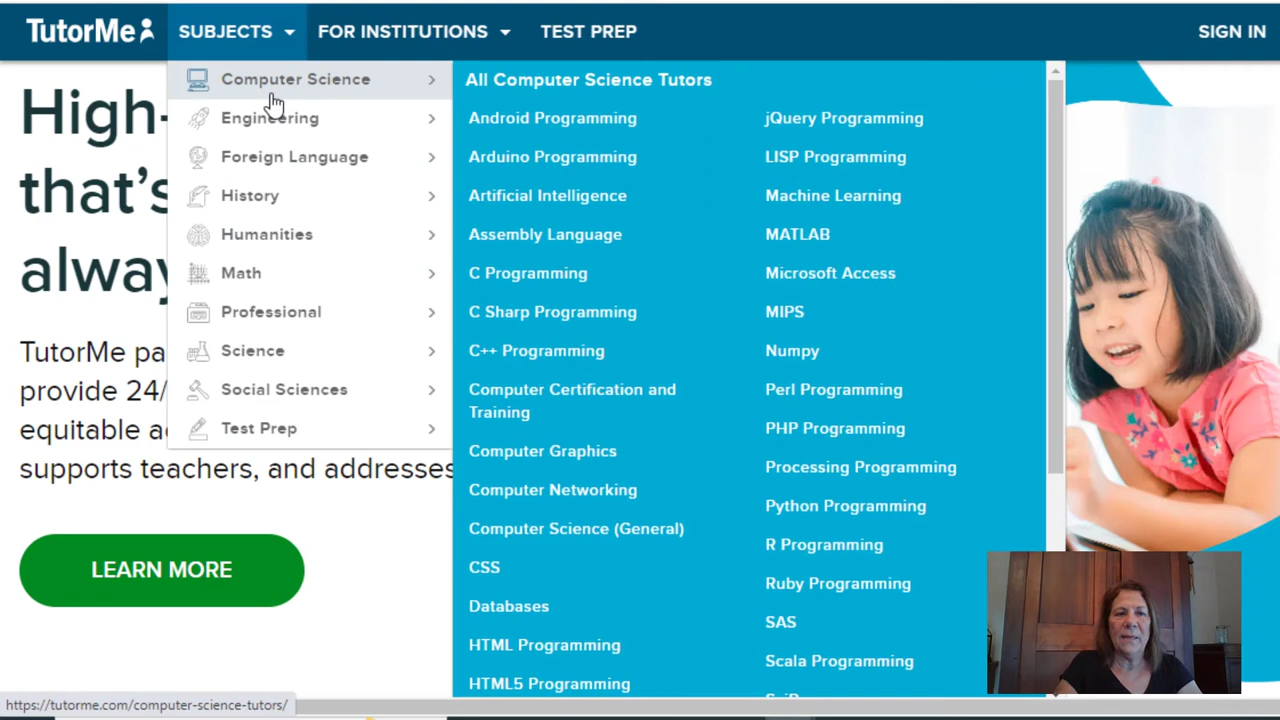 TutorMe
SUBJECTS
FOR INSTITUTIONS
TEST PREP
SIGN IN
High-
that's
alway
TutorMe pa
provide 24/
equitable a
supports teachers, and addresses
LEARN MORE
Computer Science
Engineering
Foreign Language
History
Humanities
Math
Professional
Science
Social Sciences
Test Prep
All Computer Science Tutors
Android Programming
Arduino Programming
Artificial Intelligence
Assembly Language
C Programming
C Sharp Programming
C++ Programming
Computer Certification and
Training
Computer Graphics
Computer Networking
Computer Science (General)
CSS
Databases
HTML Programming
HTML5 Programming
jQuery Programming
LISP Programming
Machine Learning
MATLAB
Microsoft Access
MIPS
Numpy
Perl Programming
PHP Programming
Processing Programming
Python Programming
R Programming
Ruby Programming
SAS
Scala Programming
https://tutorme.com/computer-science-tutors/